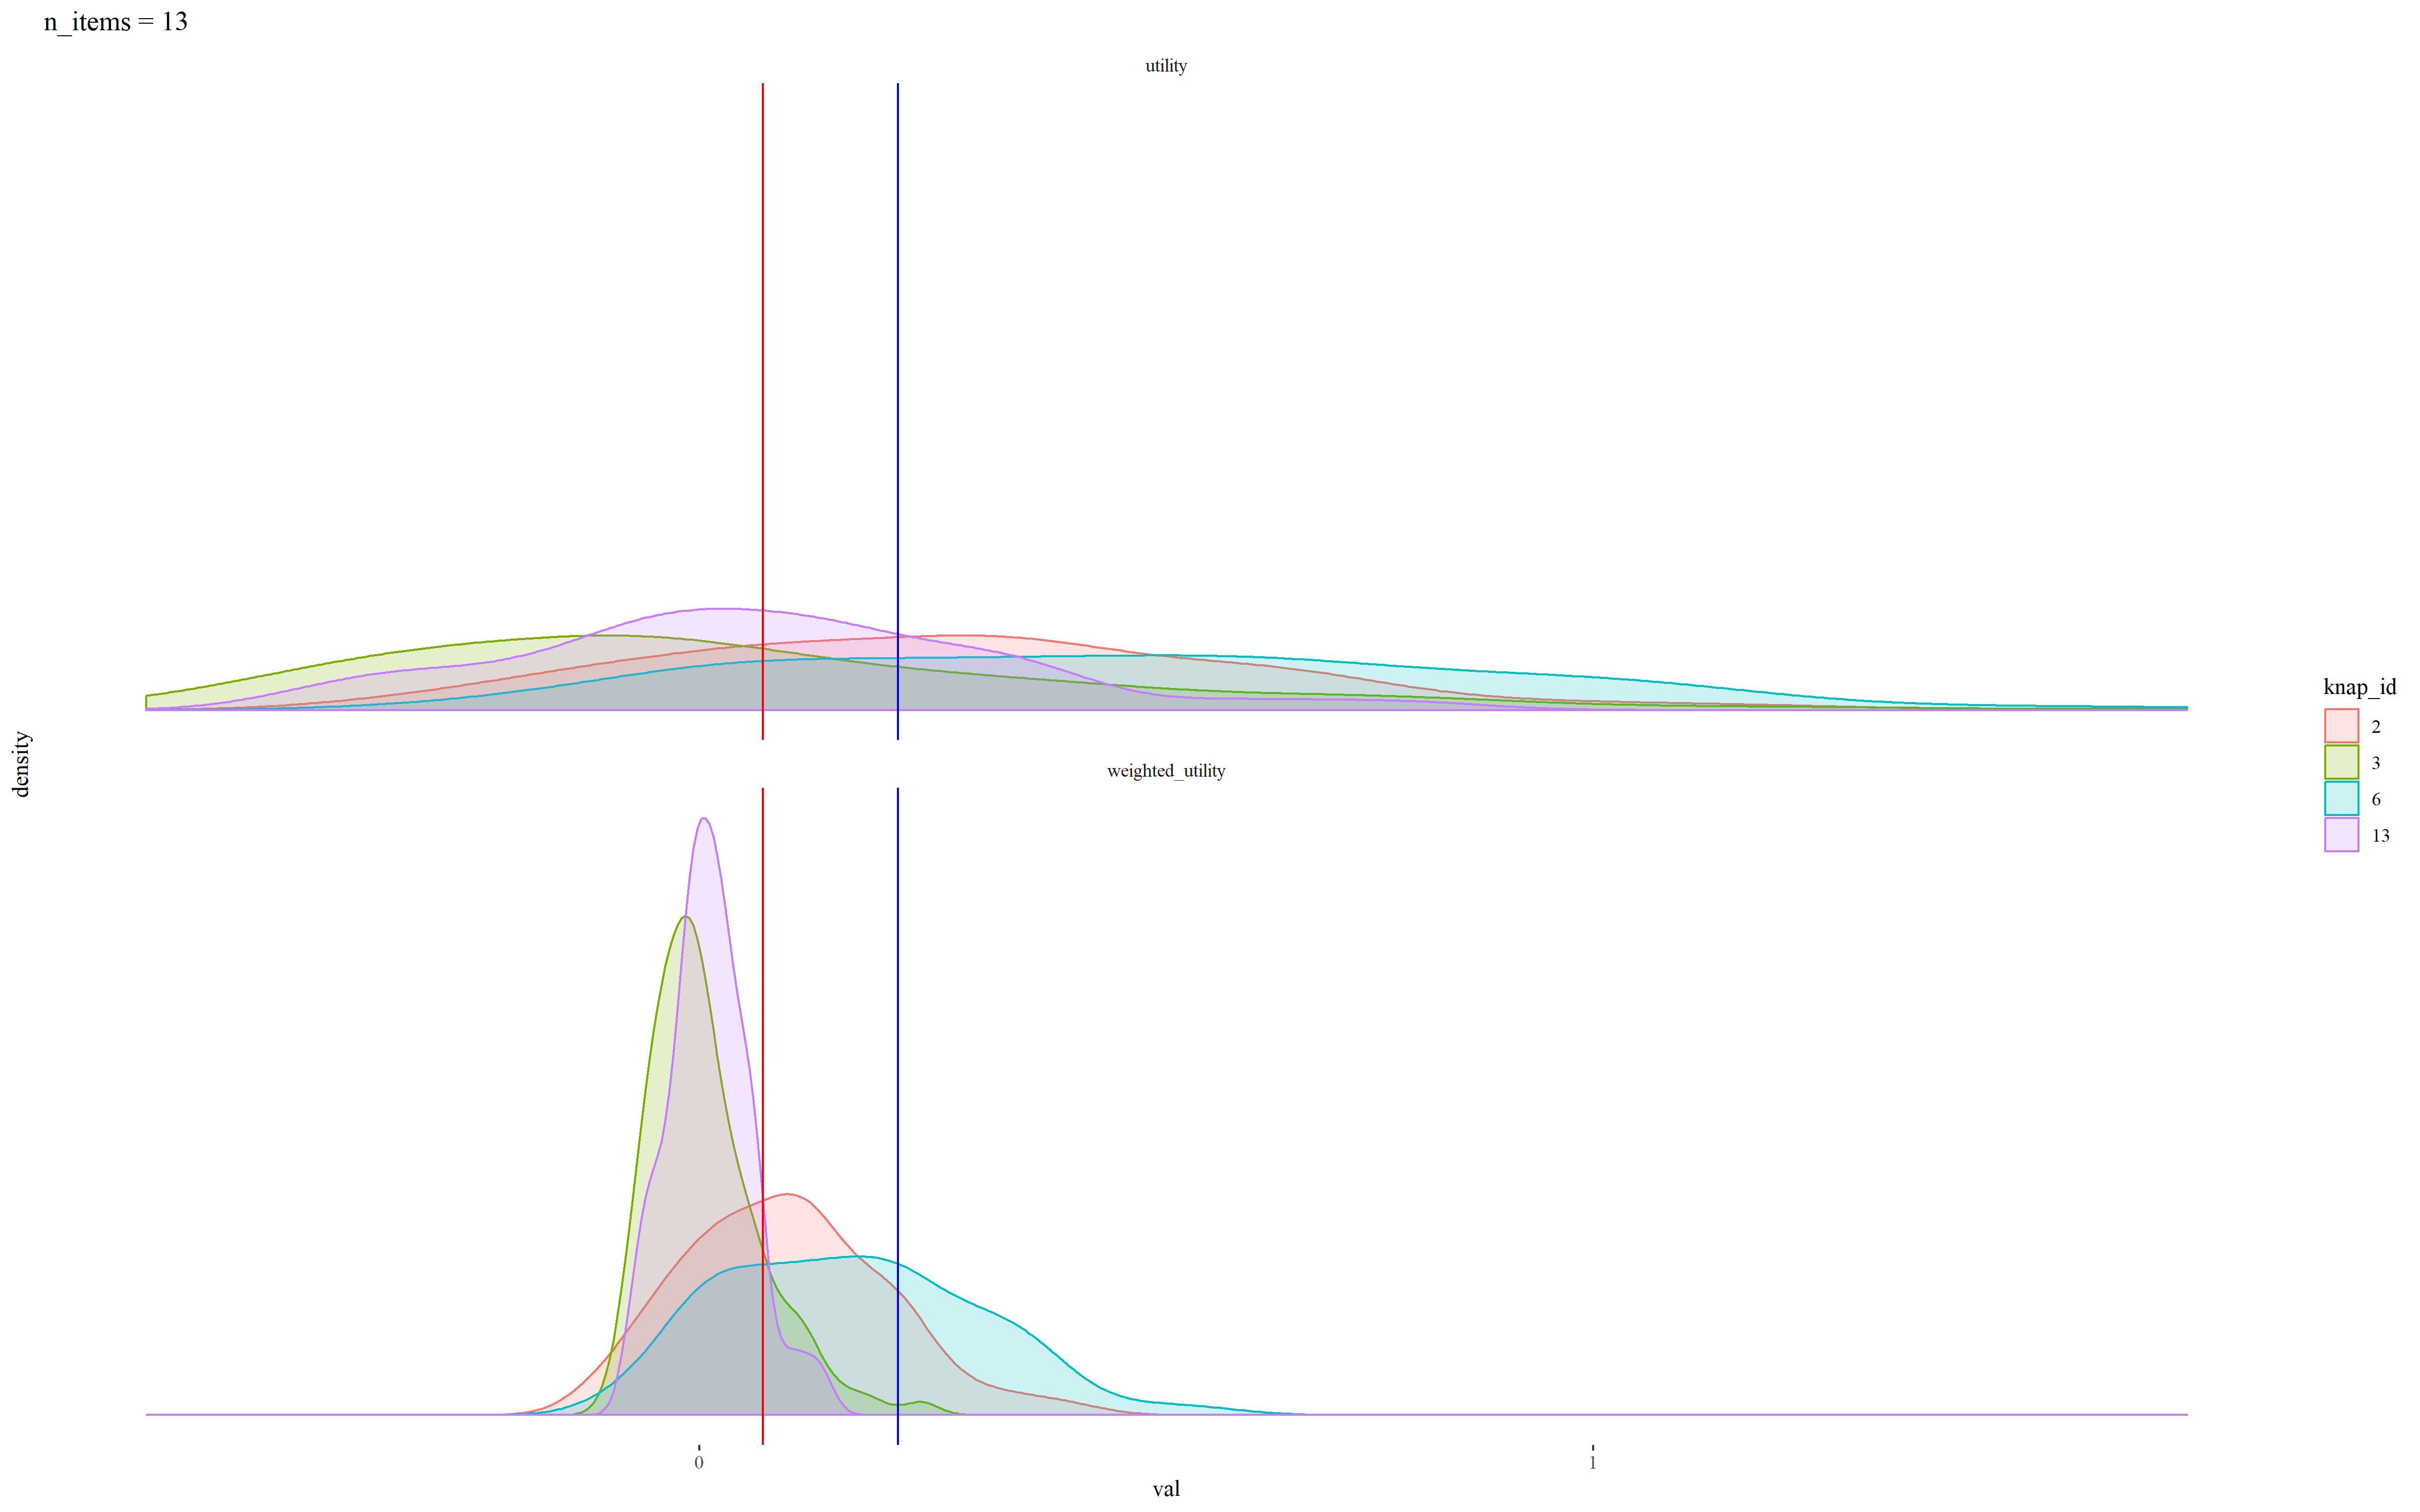 n_items = 13
utility
density
weighted_utility
0
1
val
knap_id
2
3
6
13